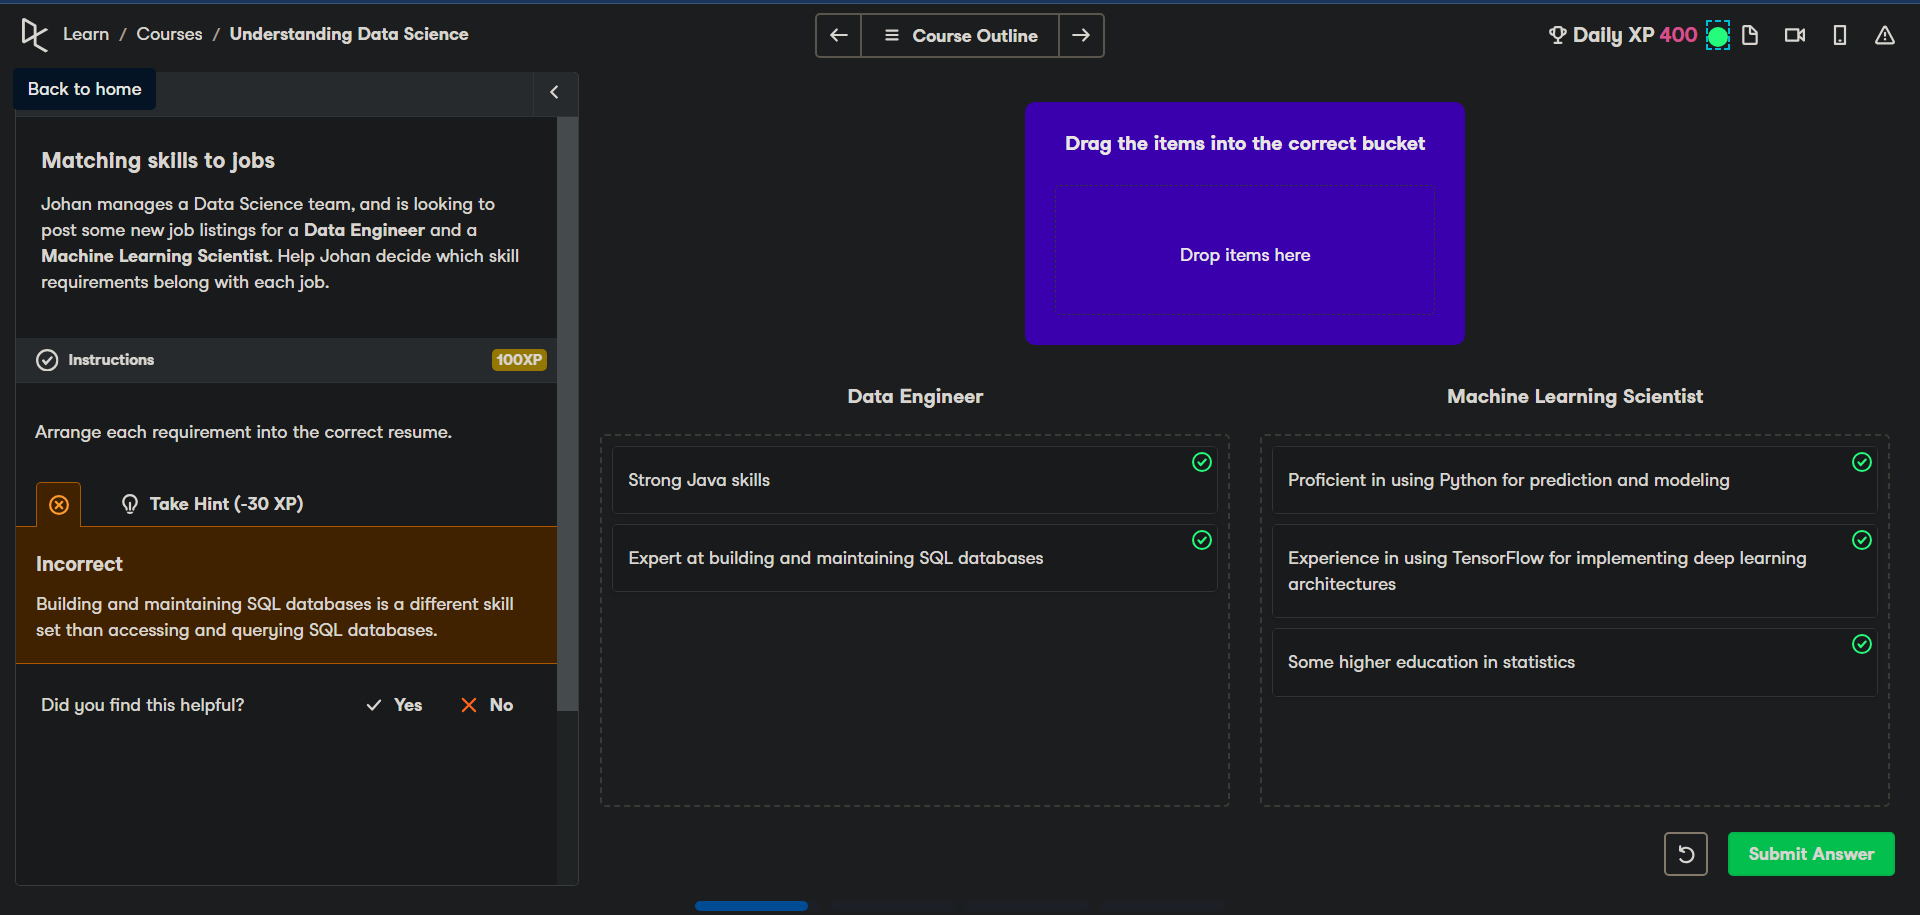 Learn / Courses / Understanding Data Science
Course Outline
Daily XP 400
Back to home
Matching skills to jobs
Johan manages a Data Science team, and is looking to
post some new job listings for a Data Engineer and a
Machine Learning Scientist. Help Johan decide which skill
requirements belong with each job.
Instructions
100XP
Arrange each requirement into the correct resume.
Take Hint (-30 XP)
Incorrect
Building and maintaining SQL databases is a different skill
set than accessing and querying SQL databases.
Did you find this helpful?
Yes
No
Drag the items into the correct bucket
Drop items here
Data Engineer
Strong Java skills
Expert at building and maintaining SQL databases
Machine Learning Scientist
Proficient in using Python for prediction and modeling
Experience in using TensorFlow for implementing deep learning
architectures
Some higher education in statistics
Submit Answer